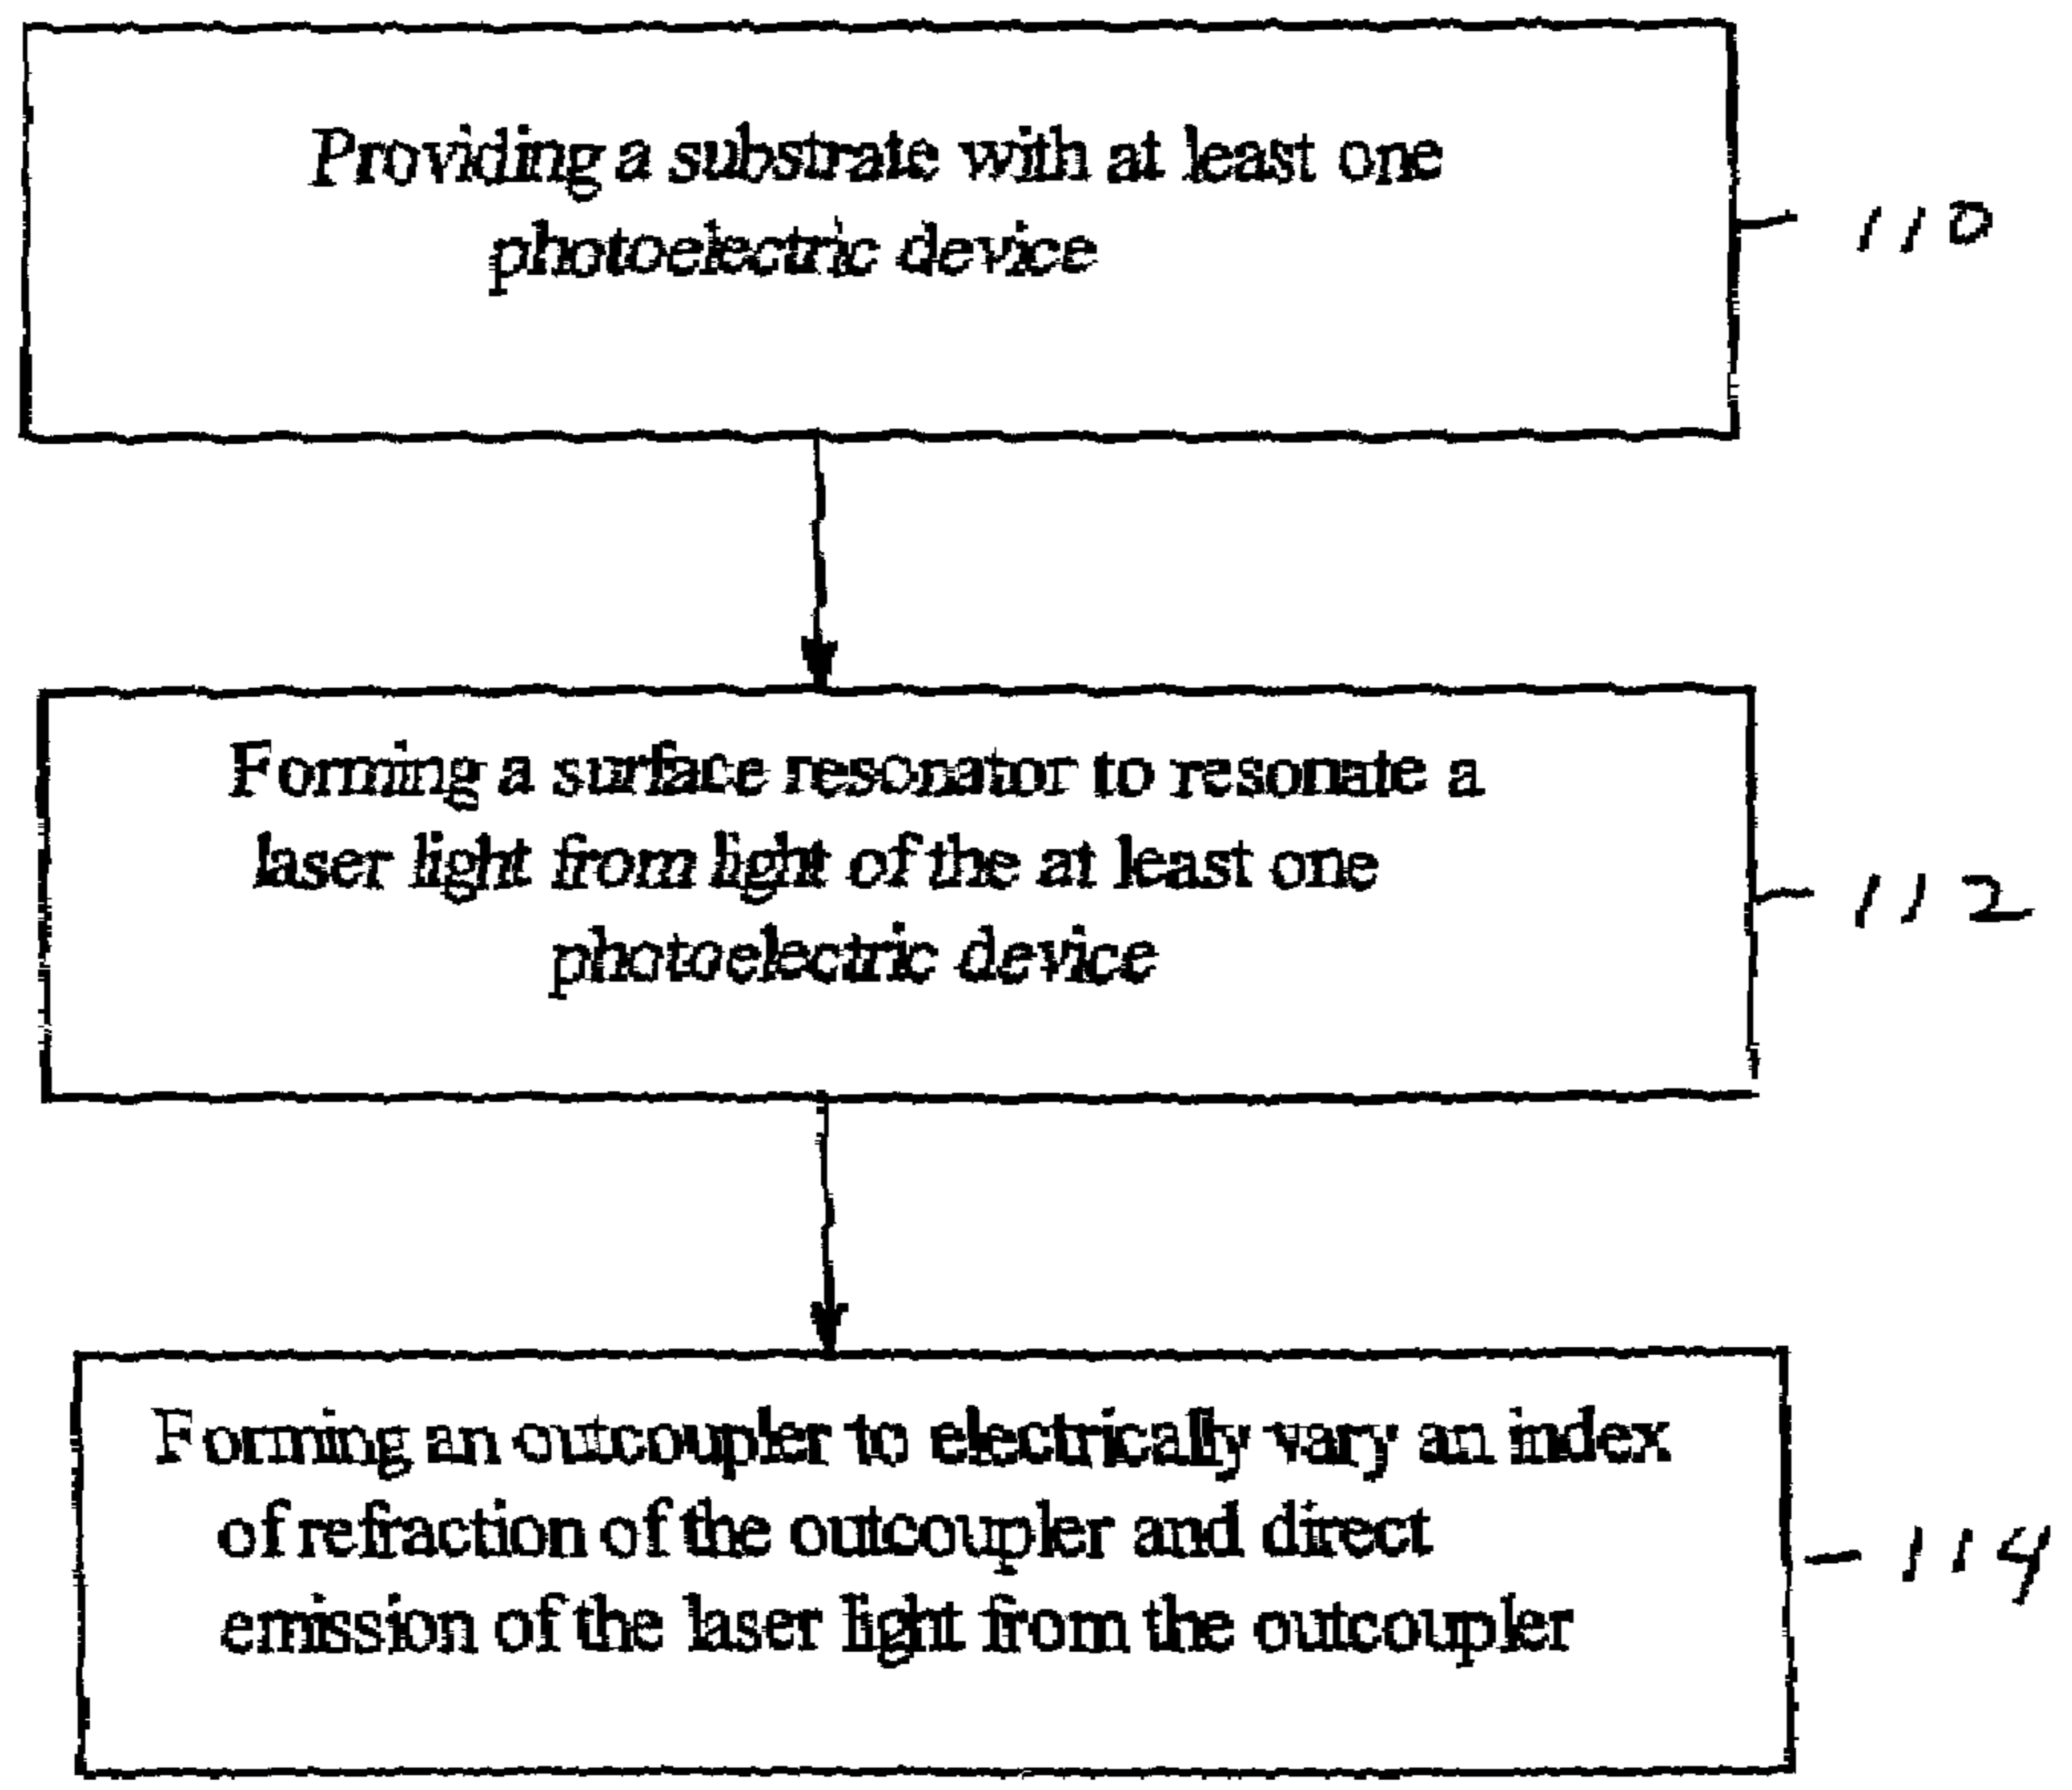 Providing a substrate with at least one
photoelectric device
110
Forming a surface resonator to resonate a
laser light from light of the at least one
photoelectric device
112
Forming an outcoupler to electrically vary an index
of refraction of the outcoupler and direct
emission of the laser light from the outcoupler
114